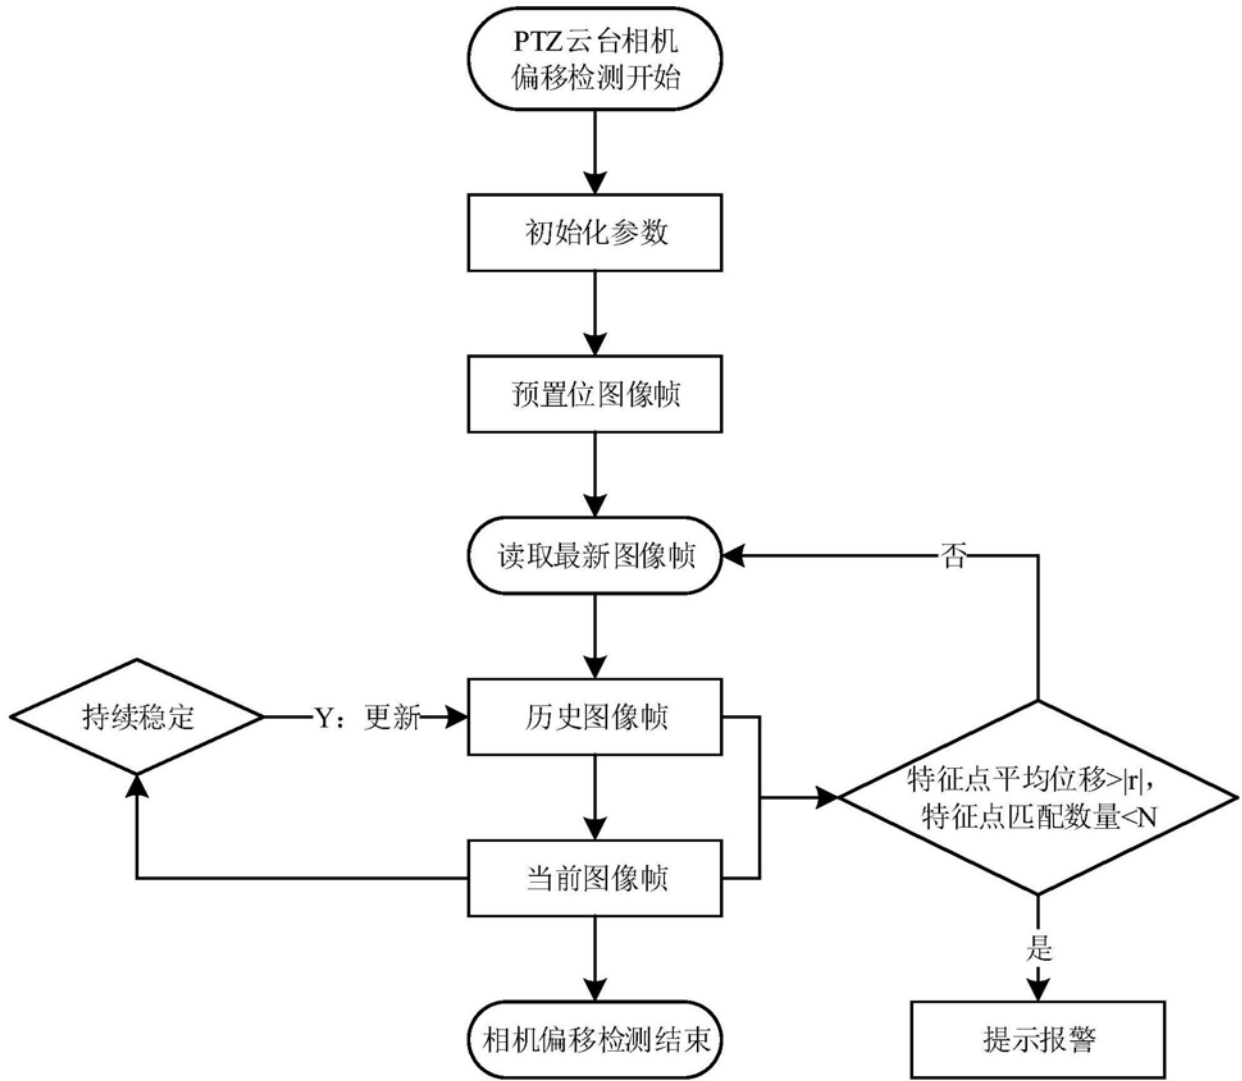 PTZ云台相机
偏移检测开始
初始化参数
预置位图像帧
读取最新图像帧
否
持续稳定
Y：更新
历史图像帧
特征点平均位移>|r|，
特征点匹配数量<N
当前图像帧
是
相机偏移检测结束
提示报警